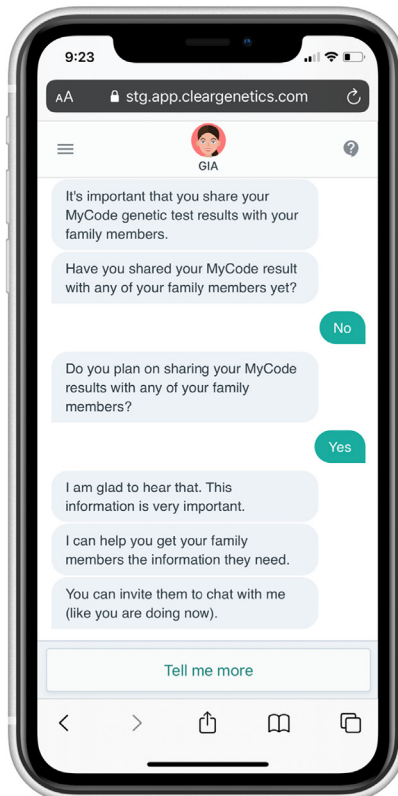 9:23
AA stg.app.cleargenetics.com
GIA
It's important that you share your
MyCode genetic test results with your
family members.
Have you shared your MyCode result
with any of your family members yet?
No
Do you plan on sharing your MyCode
results with any of your family
members?
Yes
I am glad to hear that. This
information is very important.
I can help you get your family
members the information they need.
You can invite them to chat with me
(like you are doing now).
Tell me more